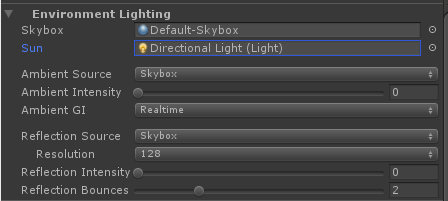 Environment Lighting
Skybox Default-Skybox
Sun Directional Light (Light)
Ambient Source Skybox
Ambient Intensity 0
Ambient GI Realtime
Reflection Source Skybox
Resolution 128
Reflection Intensity 0
Reflection Bounces 2